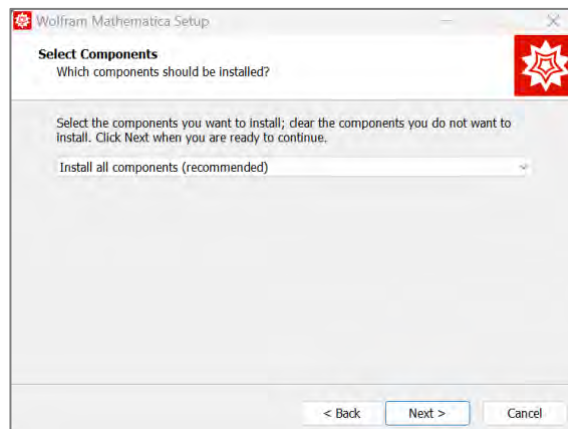 Wolfram Mathematica Setup
Select Components
Which components should be installed?
Select the components you want to install; clear the components you do not want to
install. Click Next when you are ready to continue.
Install all components (recommended)
< Back
Next >
Cancel